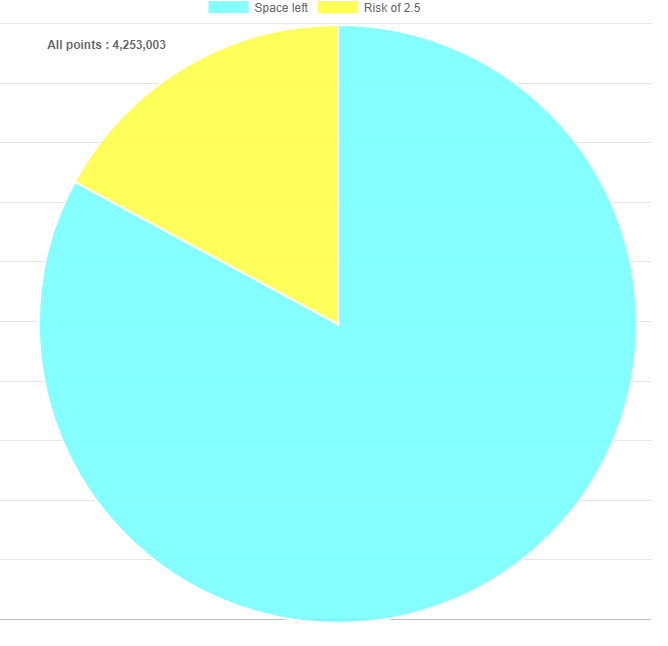 Space left Risk of 2.5
All points : 4,253,003